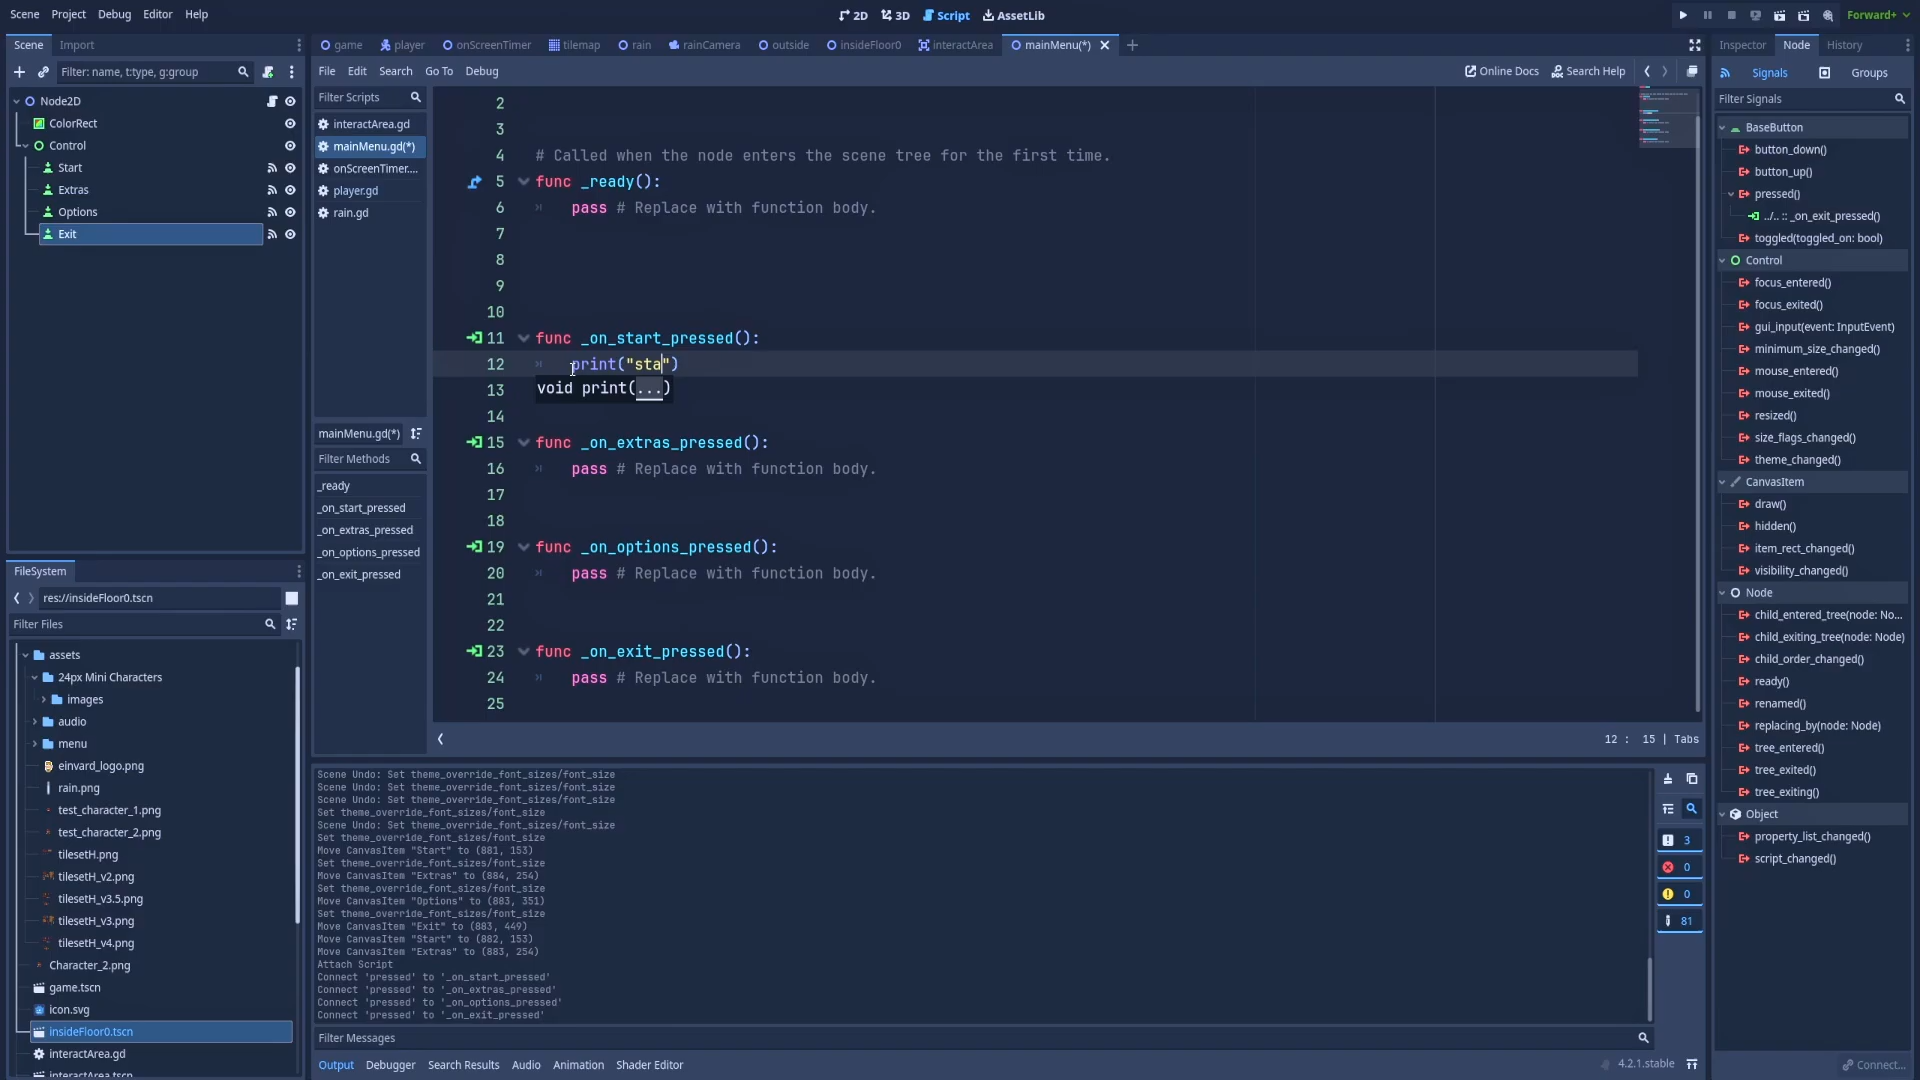 Scene Project Debug Editor Help
2D 3D Script AssetLib
Forward+
Scene Import
game player onScreenTimer tilemap rain rainCamera outside insideFloor0 interactArea mainMenu(*)
Inspector Node History
Filter: name, t:type, g:group
File Edit Search Go To Debug
Online Docs Search Help
Signals Groups
Filter Scripts
Filter Signals
Node2D
ColorRect
Control
Start
Extras
Options
Exit
interactArea.gd
mainMenu.gd(*)
onScreenTimer....
player.gd
rain.gd
mainMenu.gd(*)
Filter Methods
_ready
_on_start_pressed
_on_extras_pressed
_on_options_pressed
_on_exit_pressed
2
3
4 # Called when the node enters the scene tree for the first time.
5 func _ready():
6 pass # Replace with function body.
7
8
9
10
11 func _on_start_pressed():
12 print("sta")
13 void print(...)
14
15 func _on_extras_pressed():
16 pass # Replace with function body.
17
18
19 func _on_options_pressed():
20 pass # Replace with function body.
21
22
23 func _on_exit_pressed():
24 pass # Replace with function body.
25
12 : 15 | Tabs
BaseButton
button_down()
button_up()
pressed()
../.. :: _on_exit_pressed()
toggled(toggled_on: bool)
Control
focus_entered()
focus_exited()
gui_input(event: InputEvent)
minimum_size_changed()
mouse_entered()
mouse_exited()
resized()
size_flags_changed()
theme_changed()
CanvasItem
draw()
hidden()
item_rect_changed()
visibility_changed()
Node
child_entered_tree(node: No...
child_exiting_tree(node: Node)
child_order_changed()
ready()
renamed()
replacing_by(node: Node)
tree_entered()
tree_exited()
tree_exiting()
Object
property_list_changed()
script_changed()
Connect...
FileSystem
res://insideFloor0.tscn
Filter Files
assets
24px Mini Characters
images
audio
menu
einvard_logo.png
rain.png
test_character_1.png
test_character_2.png
tilesetH.png
tilesetH_v2.png
tilesetH_v3.5.png
tilesetH_v3.png
tilesetH_v4.png
Character_2.png
game.tscn
icon.svg
insideFloor0.tscn
interactArea.gd
interactArea.tscn
Scene Undo: Set theme_override_font_sizes/font_size
Scene Undo: Set theme_override_font_sizes/font_size
Scene Undo: Set theme_override_font_sizes/font_size
Set theme_override_font_sizes/font_size
Scene Undo: Set theme_override_font_sizes/font_size
Set theme_override_font_sizes/font_size
Move CanvasItem "Start" to (881, 153)
Set theme_override_font_sizes/font_size
Move CanvasItem "Extras" to (884, 254)
Set theme_override_font_sizes/font_size
Move CanvasItem "Options" to (883, 351)
Set theme_override_font_sizes/font_size
Move CanvasItem "Exit" to (883, 449)
Move CanvasItem "Start" to (882, 153)
Move CanvasItem "Extras" to (883, 254)
Attach Script
Connect 'pressed' to '_on_start_pressed'
Connect 'pressed' to '_on_extras_pressed'
Connect 'pressed' to '_on_options_pressed'
Connect 'pressed' to '_on_exit_pressed'
3
0
0
81
Filter Messages
Output Debugger Search Results Audio Animation Shader Editor
4.2.1.stable